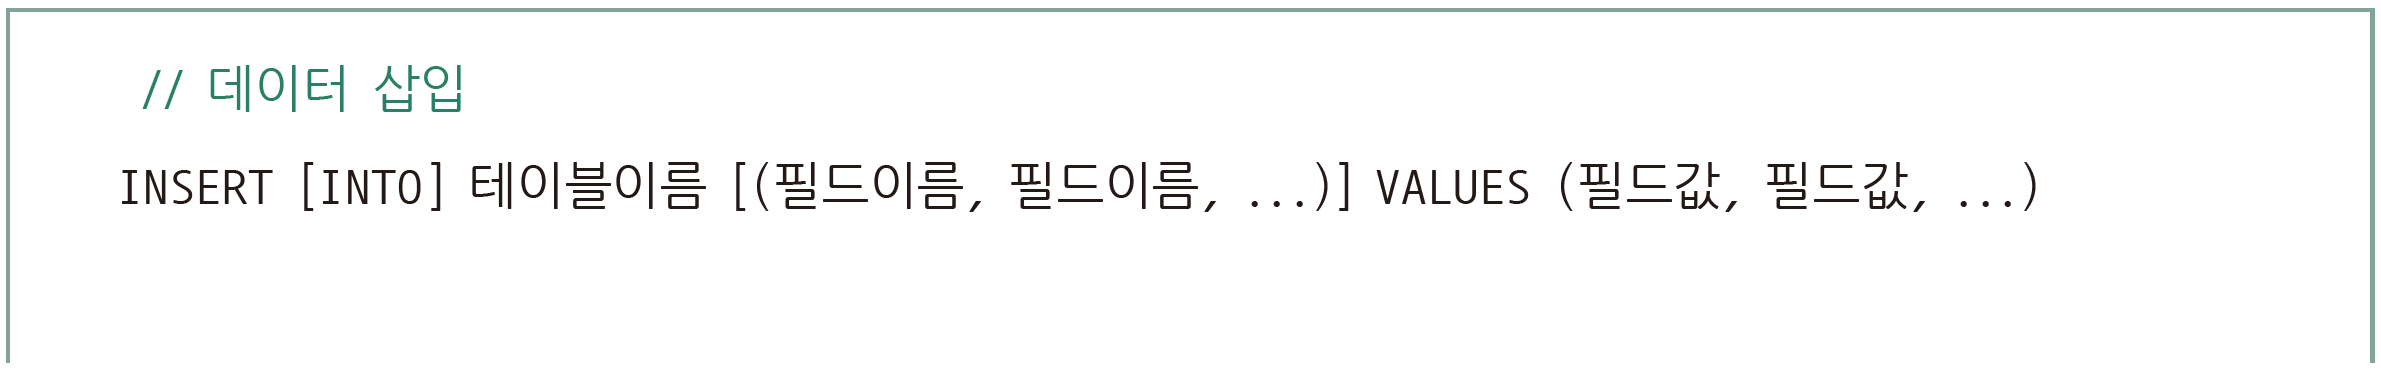 // 데이터 삽입
INSERT [INTO] 테이블이름 [(필드이름, 필드이름, ...)] VALUES (필드값, 필드값, ...)